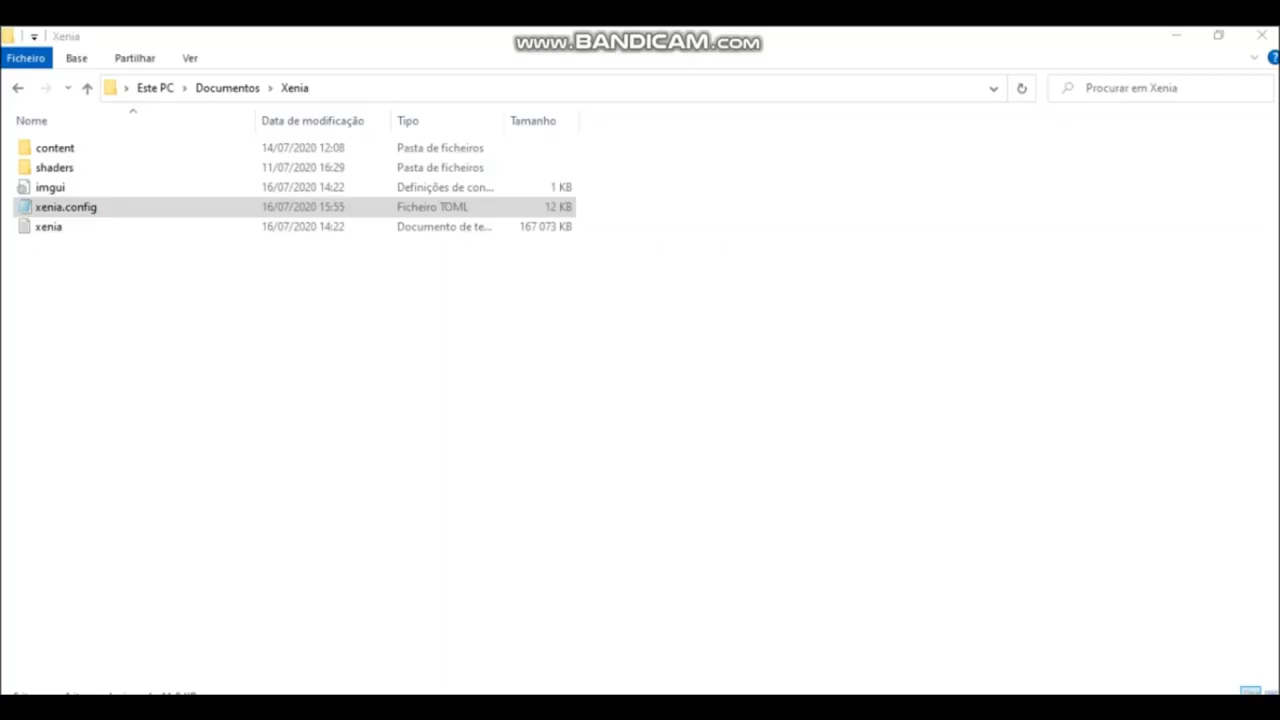 Xenia
www.BANDICAM.com
Ficheiro Base Partilhar Ver
Este PC › Documentos › Xenia Procurar em Xenia
Nome Data de modificação Tipo Tamanho
content 14/07/2020 12:08 Pasta de ficheiros
shaders 11/07/2020 16:29 Pasta de ficheiros
imgui 16/07/2020 14:22 Definições de con... 1 KB
xenia.config 16/07/2020 15:55 Ficheiro TOML 12 KB
xenia 16/07/2020 14:22 Documento de te... 167 073 KB